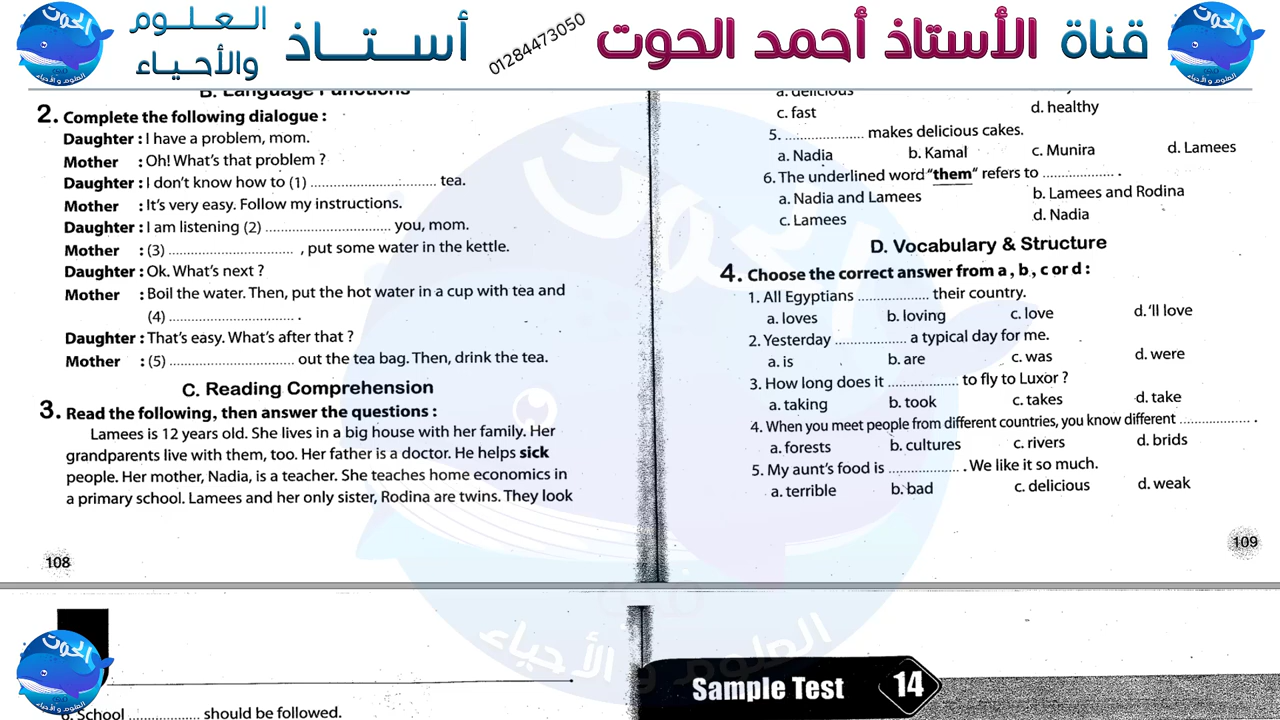 العلوم
والأحياء
أستاذ
01284473050
قناة الأستاذ أحمد الحوت
B. Language Functions
2. Complete the following dialogue :
Daughter : I have a problem, mom.
Mother : Oh! What's that problem ?
Daughter : I don't know how to (1) .............................. tea.
Mother : It's very easy. Follow my instructions.
Daughter : I am listening (2) .............................. you, mom.
Mother : (3) .............................. , put some water in the kettle.
Daughter : Ok. What's next ?
Mother : Boil the water. Then, put the hot water in a cup with tea and
(4) .............................. .
Daughter : That's easy. What's after that ?
Mother : (5) .............................. out the tea bag. Then, drink the tea.
C. Reading Comprehension
3. Read the following, then answer the questions :
Lamees is 12 years old. She lives in a big house with her family. Her
grandparents live with them, too. Her father is a doctor. He helps sick
people. Her mother, Nadia, is a teacher. She teaches home economics in
a primary school. Lamees and her only sister, Rodina are twins. They look
108
a. delicious
c. fast d. healthy
5. .................... makes delicious cakes.
a. Nadia b. Kamal c. Munira d. Lamees
6. The underlined word "them" refers to .................. .
a. Nadia and Lamees b. Lamees and Rodina
c. Lamees d. Nadia
D. Vocabulary & Structure
4. Choose the correct answer from a , b , c or d :
1. All Egyptians .................. their country.
a. loves b. loving c. love d. 'll love
2. Yesterday .................. a typical day for me.
a. is b. are c. was d. were
3. How long does it .................. to fly to Luxor ?
a. taking b. took c. takes d. take
4. When you meet people from different countries, you know different .................. .
a. forests b. cultures c. rivers d. brids
5. My aunt's food is .................. . We like it so much.
a. terrible b. bad c. delicious d. weak
109
6. School .................. should be followed.
Sample Test 14
الحوت
العلوم و الأحياء